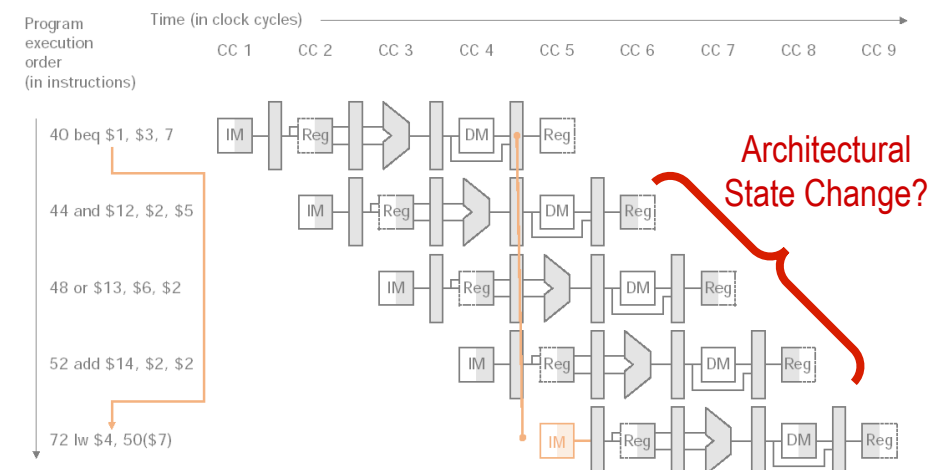 Program
execution
order
(in instructions)
Time (in clock cycles)
CC 1 CC 2 CC 3 CC 4 CC 5 CC 6 CC 7 CC 8 CC 9
40 beq $1, $3, 7
IM Reg DM Reg
Architectural
State Change?
44 and $12, $2, $5
IM Reg DM Reg
48 or $13, $6, $2
IM Reg DM Reg
52 add $14, $2, $2
IM Reg DM Reg
72 lw $4, 50($7)
IM Reg DM Reg